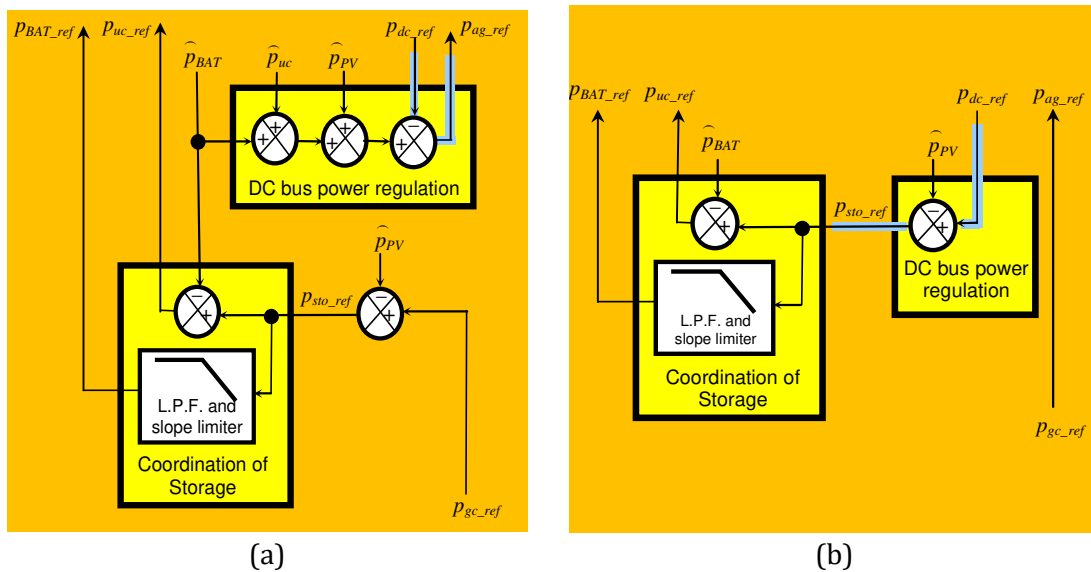 p_BAT_ref
p_uc_ref
p_dc_ref
p_ag_ref
p̂_BAT
p̂_uc
p̂_PV
+
+
+
+
+
−
DC bus power regulation
p̂_PV
−
+
p_sto_ref
−
+
L.P.F. and
slope limiter
Coordination of
Storage
p_gc_ref
(a)
p_BAT_ref
p_uc_ref
p_dc_ref
p_ag_ref
p̂_BAT
p̂_PV
p_sto_ref
−
+
−
+
DC bus power
regulation
L.P.F. and
slope limiter
Coordination of
Storage
p_gc_ref
(b)